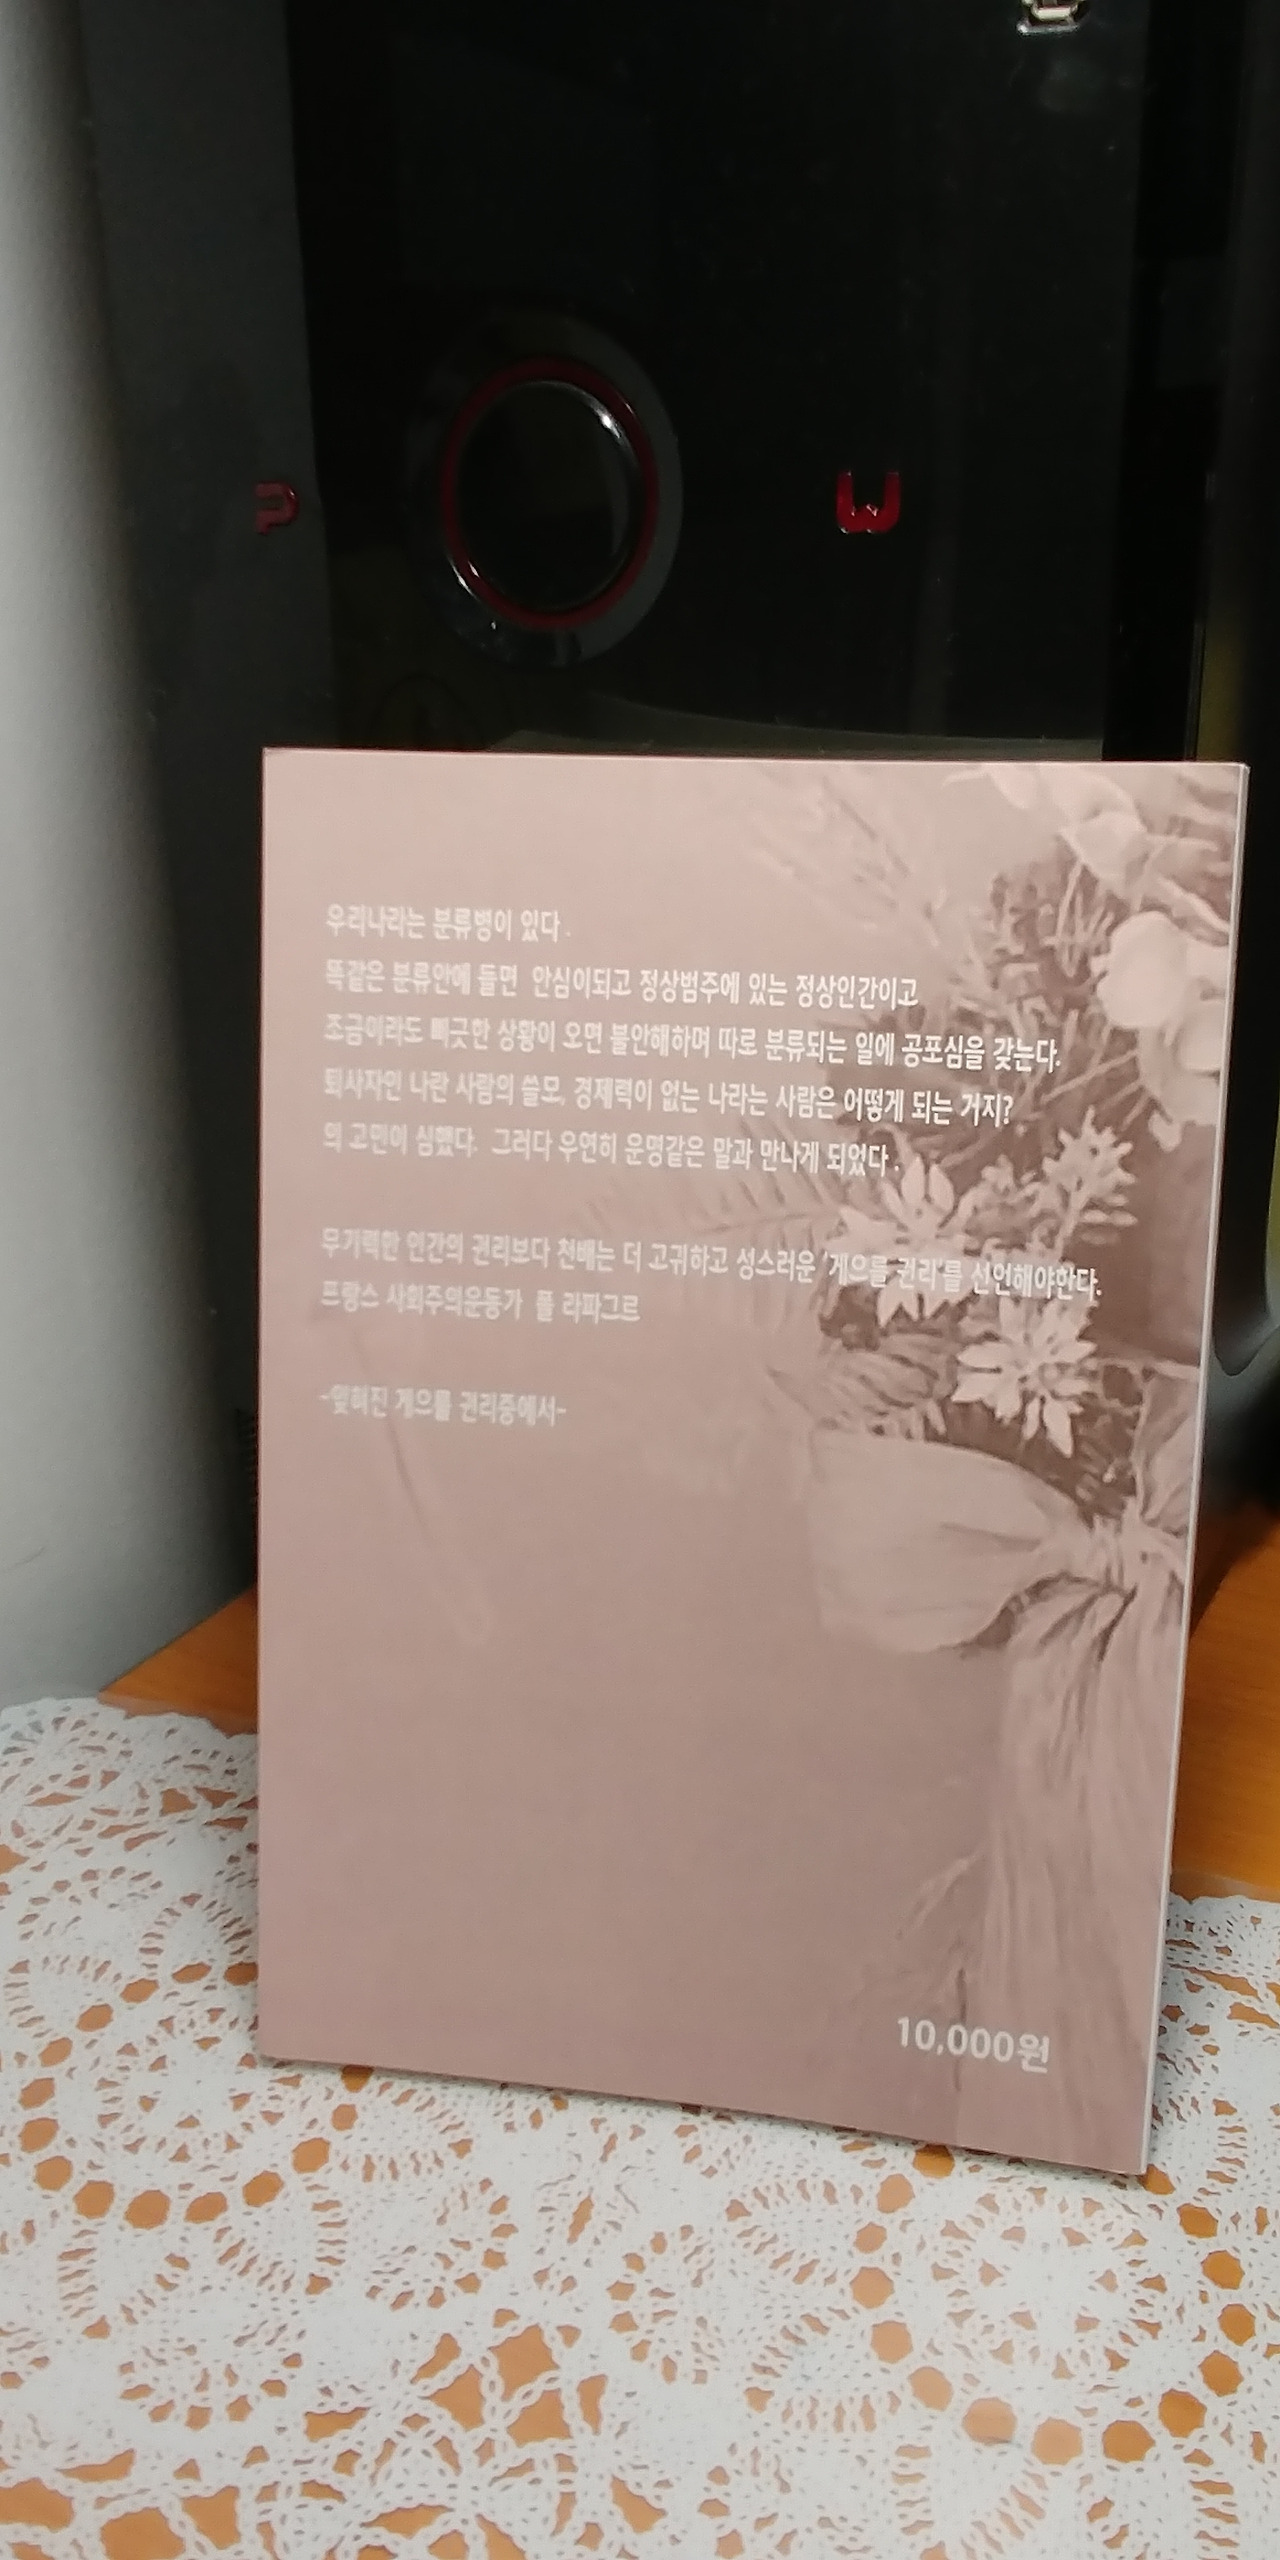 P
W
우리나라는 분류병이 있다.
똑같은 분류안에 들면 안심이되고 정상범주에 있는 정상인간이고
조금이라도 삐긋한 상황이 오면 불안해하며 따로 분류되는 일에 공포심을 갖는다.
퇴사자인 나란 사람의 쓸모, 경제력이 없는 나라는 사람은 어떻게 되는 거지?
의 고민이 심했다. 그러다 우연히 운명같은 말과 만나게 되었다.
무기력한 인간의 권리보다 천배는 더 고귀하고 성스러운 '게으를 권리'를 선언해야한다.
프랑스 사회주의운동가 폴 라파그르
-잊혀진 게으를 권리중에서-
10,000원